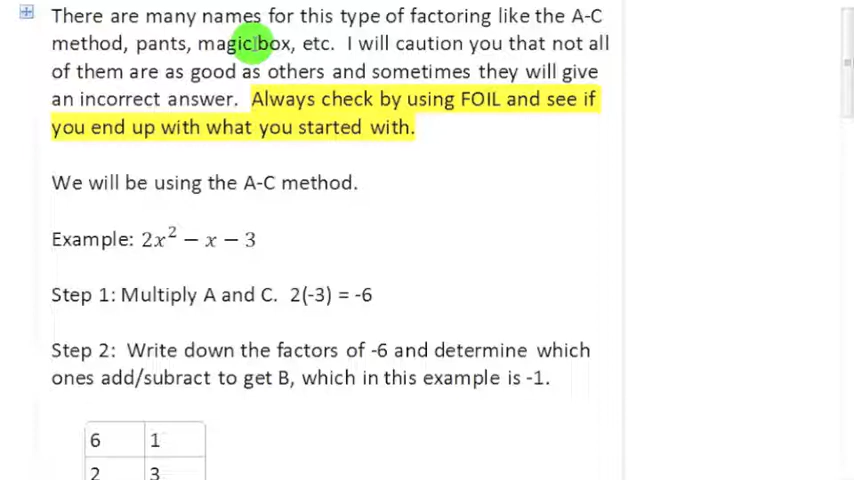 There are many names for this type of factoring like the A-C
method, pants, magic box, etc.  I will caution you that not all
of them are as good as others and sometimes they will give
an incorrect answer.  Always check by using FOIL and see if
you end up with what you started with.
We will be using the A-C method.
Example: 2x² − x − 3
Step 1: Multiply A and C.  2(-3) = -6
Step 2:  Write down the factors of -6 and determine which
ones add/subtract to get B, which in this example is -1.
6 1
2 3